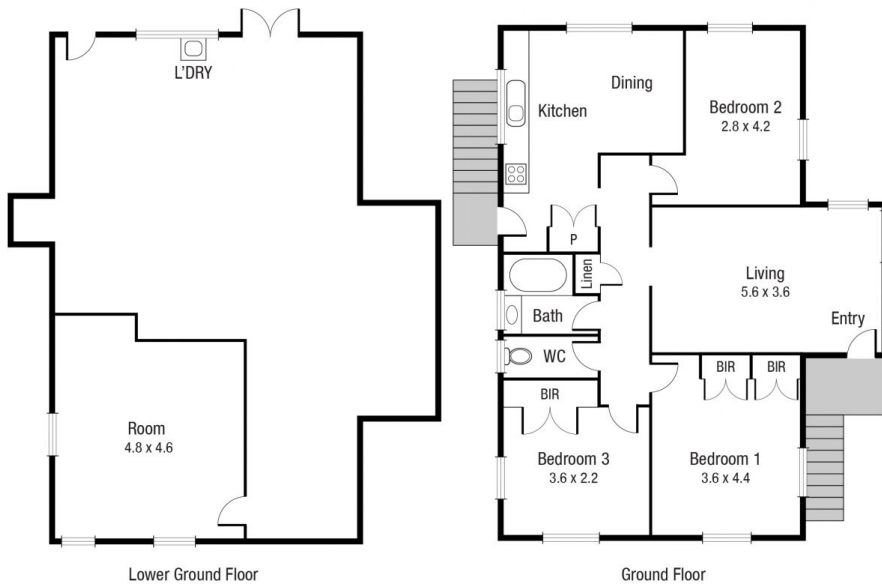 L'DRY
Room
4.8 x 4.6
Lower Ground Floor
Dining
Kitchen
Bedroom 2
2.8 x 4.2
P
Linen
Living
5.6 x 3.6
Bath
Entry
WC
BIR
BIR
BIR
Bedroom 3
3.6 x 2.2
Bedroom 1
3.6 x 4.4
Ground Floor